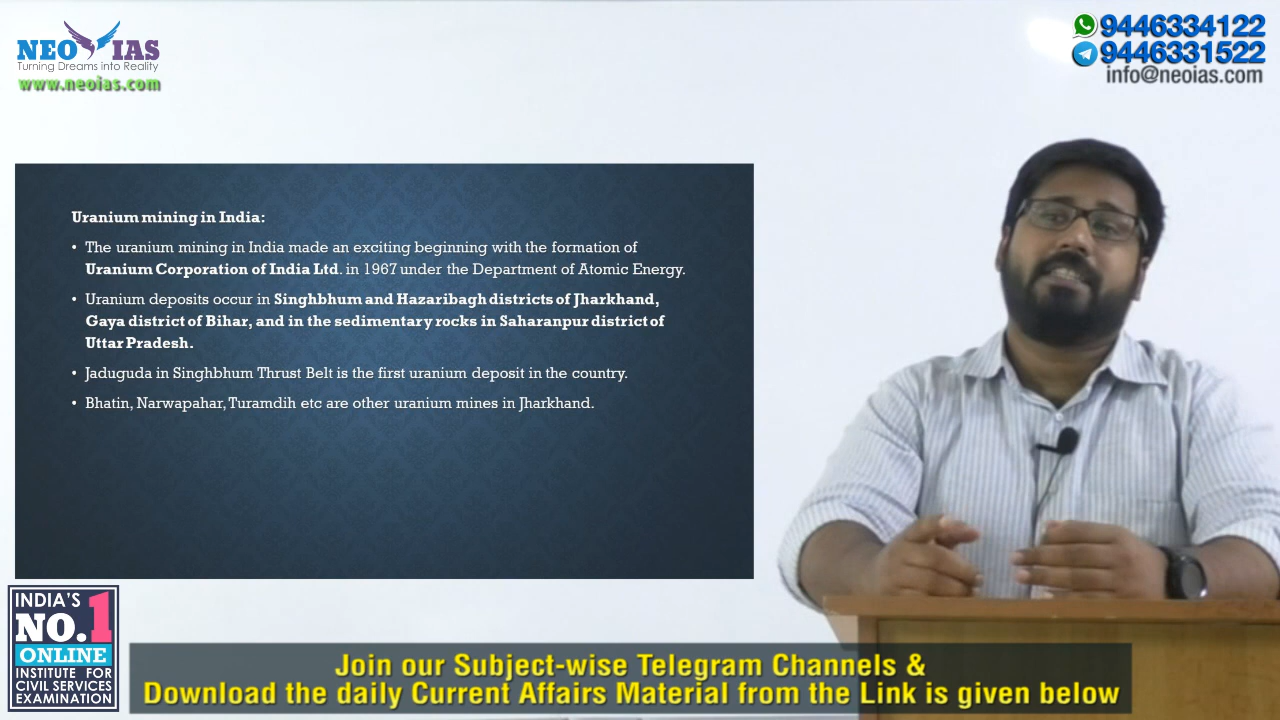 NEO IAS
Turning Dreams into Reality
www.neoias.com
9446334122
9446331522
info@neoias.com
Uranium mining in India:
• The uranium mining in India made an exciting beginning with the formation of
Uranium Corporation of India Ltd. in 1967 under the Department of Atomic Energy.
• Uranium deposits occur in Singhbhum and Hazaribagh districts of Jharkhand,
Gaya district of Bihar, and in the sedimentary rocks in Saharanpur district of
Uttar Pradesh.
• Jaduguda in Singhbhum Thrust Belt is the first uranium deposit in the country.
• Bhatin, Narwapahar, Turamdih etc are other uranium mines in Jharkhand.
INDIA'S
NO.1
ONLINE
INSTITUTE FOR
CIVIL SERVICES
EXAMINATION
Join our Subject-wise Telegram Channels &
Download the daily Current Affairs Material from the Link is given below